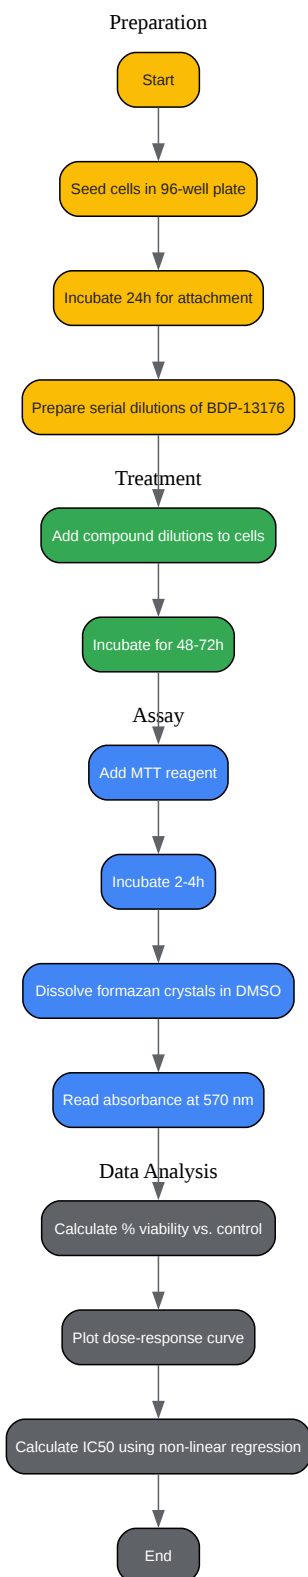 Preparation
Start
Seed cells in 96-well plate
Incubate 24h for attachment
Prepare serial dilutions of BDP-13176
Treatment
Add compound dilutions to cells
Incubate for 48-72h
Assay
Add MTT reagent
Incubate 2-4h
Dissolve formazan crystals in DMSO
Read absorbance at 570 nm
Data Analysis
Calculate % viability vs. control
Plot dose-response curve
Calculate IC50 using non-linear regression
End